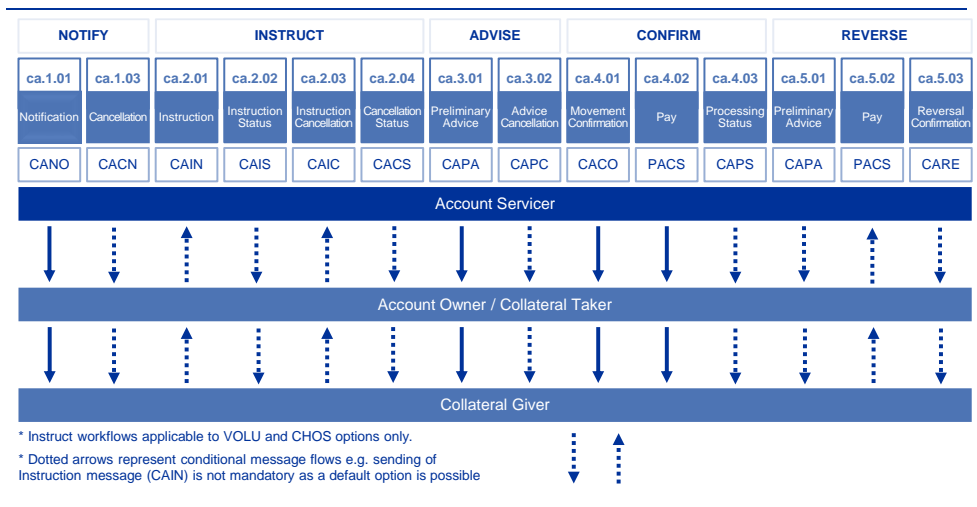 NOTIFY INSTRUCT ADVISE CONFIRM REVERSE
ca.1.01 ca.1.03 ca.2.01 ca.2.02 ca.2.03 ca.2.04 ca.3.01 ca.3.02 ca.4.01 ca.4.02 ca.4.03 ca.5.01 ca.5.02 ca.5.03
Notification Cancellation Instruction Instruction Status Instruction Cancellation Cancellation Status Preliminary Advice Advice Cancellation Movement Confirmation Pay Processing Status Preliminary Advice Pay Reversal Confirmation
CANO CACN CAIN CAIS CAIC CACS CAPA CAPC CACO PACS CAPS CAPA PACS CARE
Account Servicer
Account Owner / Collateral Taker
Collateral Giver
* Instruct workflows applicable to VOLU and CHOS options only.
* Dotted arrows represent conditional message flows e.g. sending of
Instruction message (CAIN) is not mandatory as a default option is possible